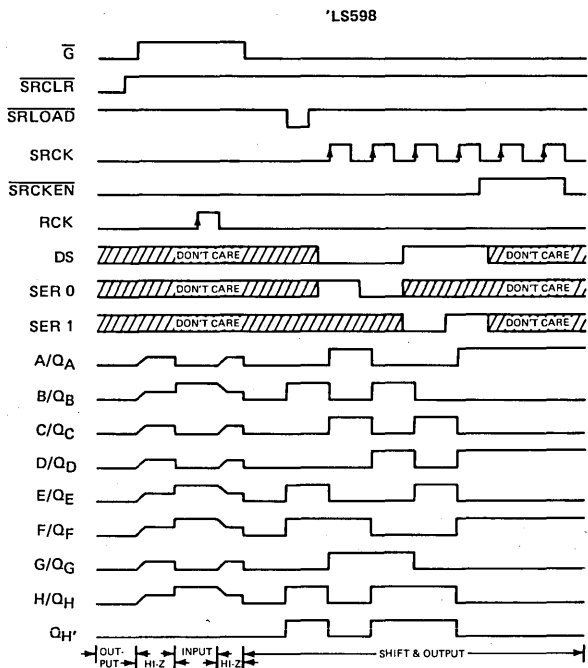 'LS598
G
SRCLR
SRLOAD
SRCK
SRCKEN
RCK
DS DON'T CARE DON'T CARE
SER 0 DON'T CARE DON'T CARE
SER 1 DON'T CARE DON'T CARE
A/QA
B/QB
C/QC
D/QD
E/QE
F/QF
G/QG
H/QH
QH'
OUT- INPUT SHIFT & OUTPUT
PUT HI-Z HI-Z